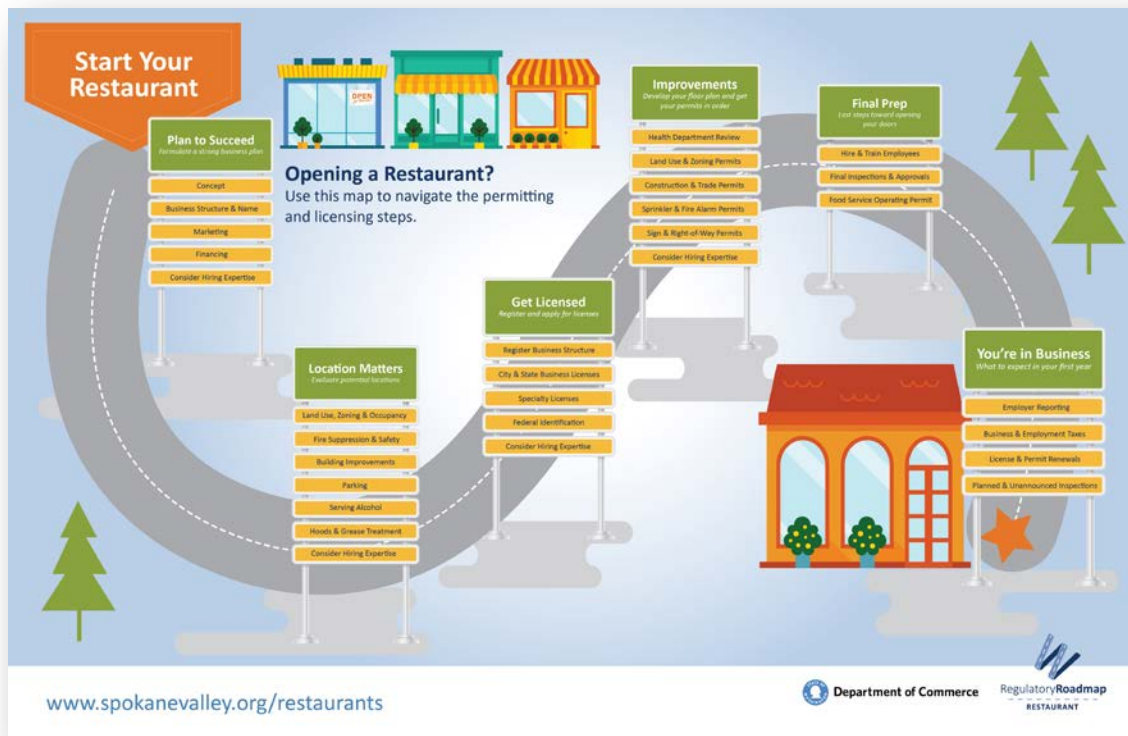 Start Your
Restaurant
Plan to Succeed
Formulate a strong business plan
Concept
Business Structure & Name
Marketing
Financing
Consider Hiring Expertise
OPEN
Opening a Restaurant?
Use this map to navigate the permitting
and licensing steps.
Location Matters
Evaluate potential locations
Land Use, Zoning & Occupancy
Fire Suppression & Safety
Building Improvements
Parking
Serving Alcohol
Hoods & Grease Treatment
Consider Hiring Expertise
Get Licensed
Register and apply for licenses
Register Business Structure
City & State Business Licenses
Specialty Licenses
Federal Identification
Consider Hiring Expertise
Improvements
Develop your floor plan and get
your permits in order
Health Department Review
Land Use & Zoning Permits
Construction & Trade Permits
Sprinkler & Fire Alarm Permits
Sign & Right-of-Way Permits
Consider Hiring Expertise
Final Prep
Last steps toward opening
your doors
Hire & Train Employees
Final Inspections & Approvals
Food Service Operating Permit
You're in Business
What to expect in your first year
Employer Reporting
Business & Employment Taxes
License & Permit Renewals
Planned & Unannounced Inspections
www.spokanevalley.org/restaurants
Department of Commerce
RegulatoryRoadmap
RESTAURANT